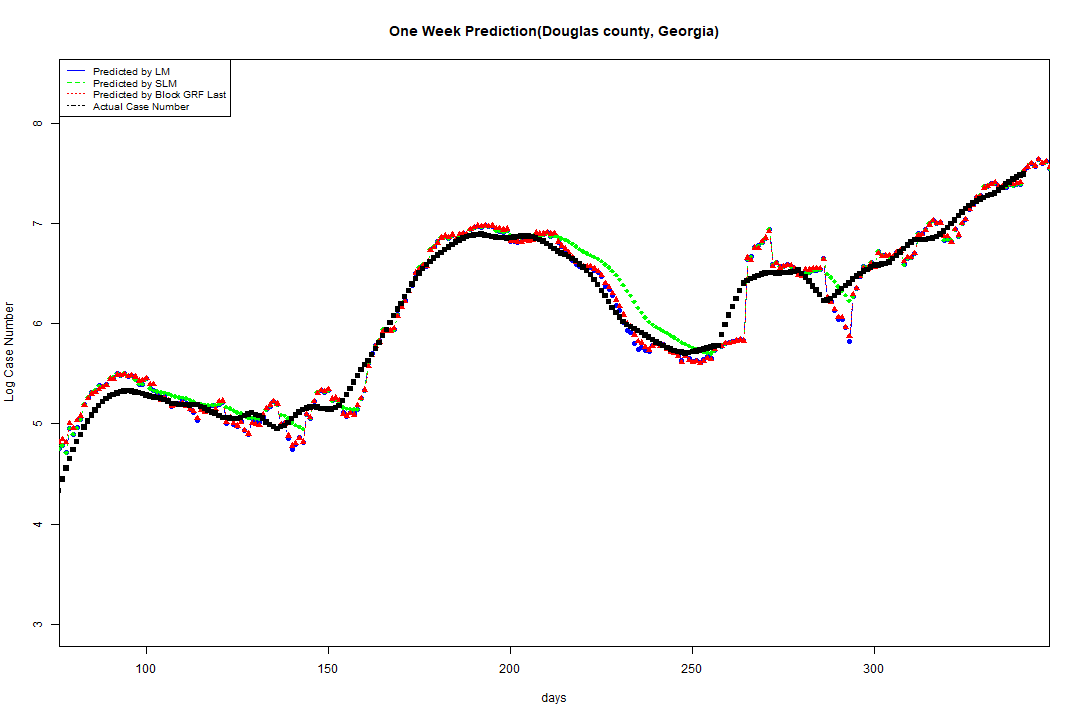 One Week Prediction(Douglas county, Georgia)
Predicted by LM
Predicted by SLM
Predicted by Block GRF Last
Actual Case Number
8
7
6
5
4
3
Log Case Number
100 150 200 250 300
days